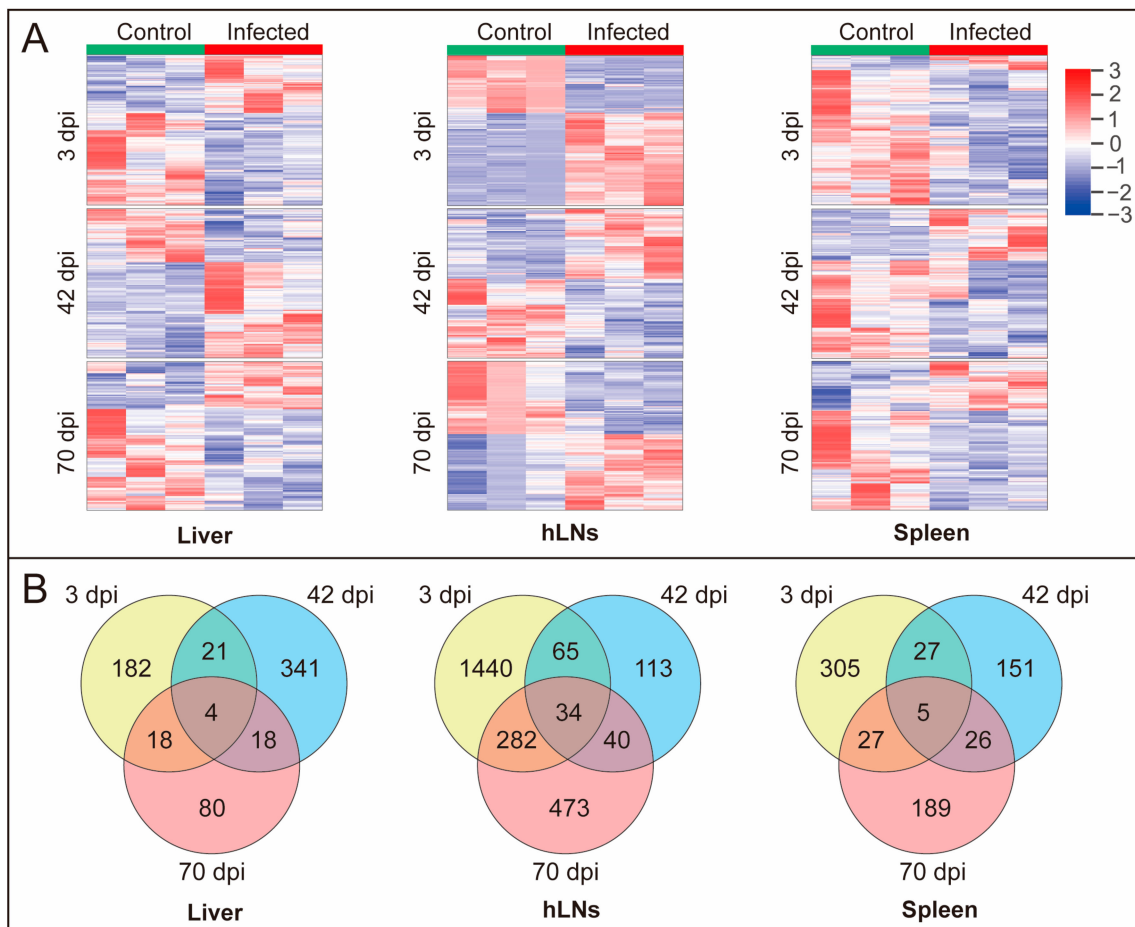 A
Control Infected
Control Infected
Control Infected
3 dpi
42 dpi
70 dpi
Liver
3 dpi
42 dpi
70 dpi
hLNs
3 dpi
42 dpi
70 dpi
Spleen
3
2
1
0
−1
−2
−3
B
3 dpi
42 dpi
182
21
341
4
18
18
80
70 dpi
Liver
3 dpi
42 dpi
1440
65
113
34
282
40
473
70 dpi
hLNs
3 dpi
42 dpi
305
27
151
5
27
26
189
70 dpi
Spleen